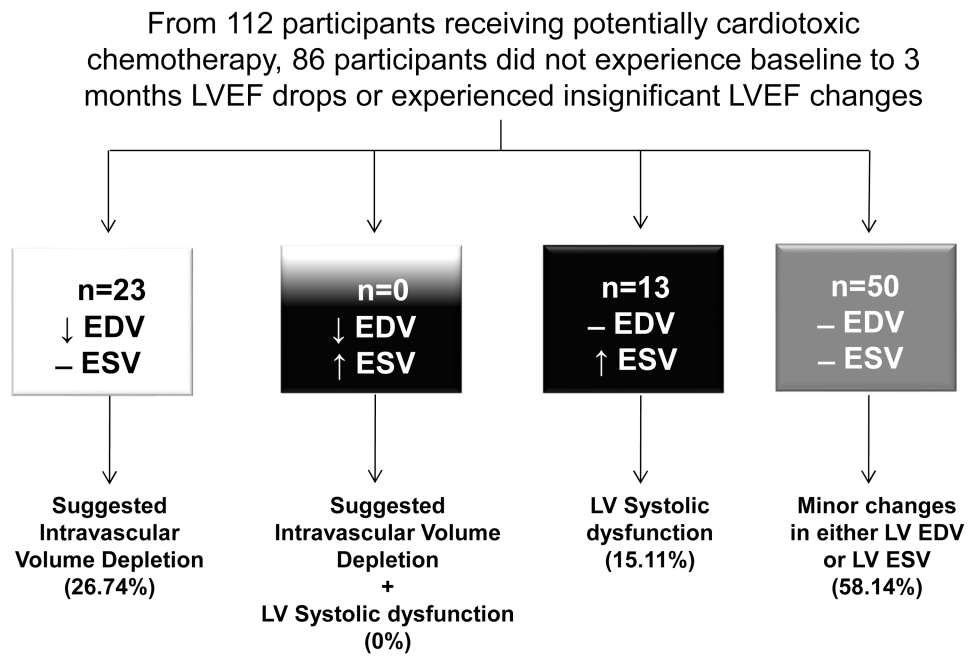 From 112 participants receiving potentially cardiotoxic
chemotherapy, 86 participants did not experience baseline to 3
months LVEF drops or experienced insignificant LVEF changes
n=23
↓ EDV
– ESV
n=0
↓ EDV
↑ ESV
n=13
– EDV
↑ ESV
n=50
– EDV
– ESV
Suggested
Intravascular
Volume Depletion
(26.74%)
Suggested
Intravascular Volume
Depletion
+
LV Systolic dysfunction
(0%)
LV Systolic
dysfunction
(15.11%)
Minor changes
in either LV EDV
or LV ESV
(58.14%)